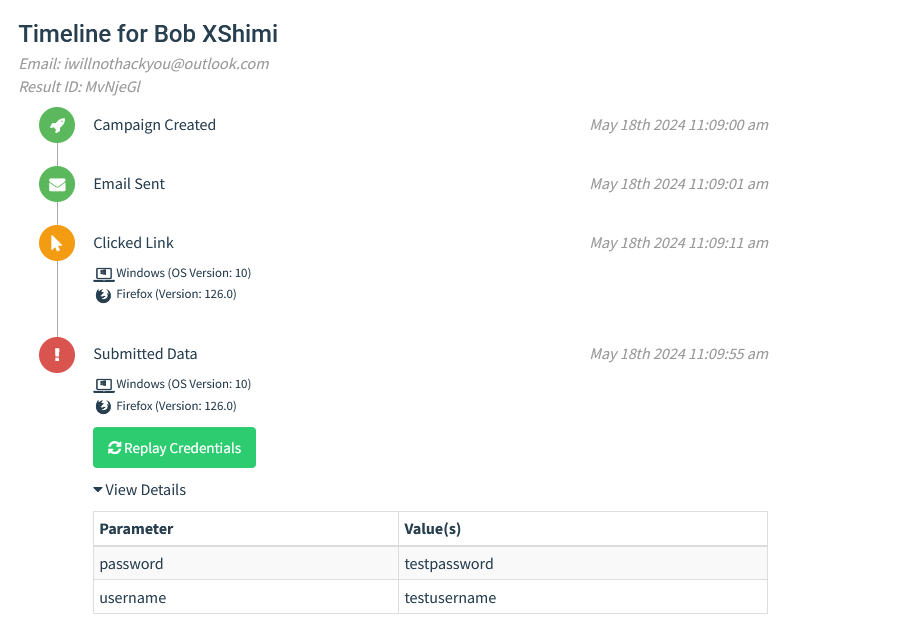 Timeline for Bob XShimi
Email: iwillnothackyou@outlook.com
Result ID: MvNjeGl
Campaign Created May 18th 2024 11:09:00 am
Email Sent May 18th 2024 11:09:01 am
Clicked Link May 18th 2024 11:09:11 am
Windows (OS Version: 10)
Firefox (Version: 126.0)
Submitted Data May 18th 2024 11:09:55 am
Windows (OS Version: 10)
Firefox (Version: 126.0)
Replay Credentials
View Details
Parameter Value(s)
password testpassword
username testusername